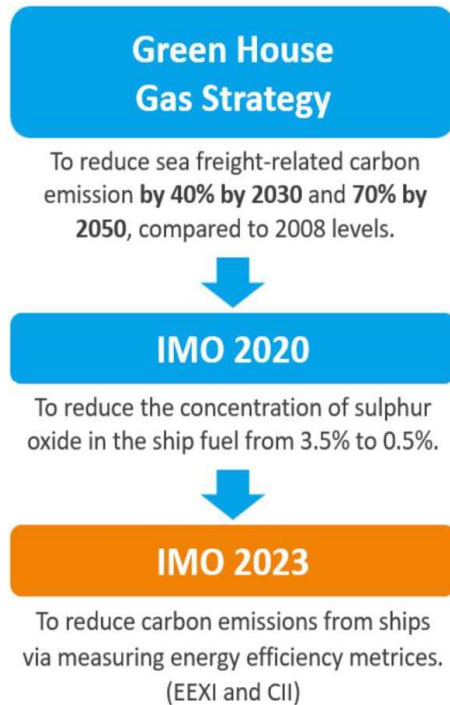 Green House
Gas Strategy
To reduce sea freight-related carbon
emission by 40% by 2030 and 70% by
2050, compared to 2008 levels.
IMO 2020
To reduce the concentration of sulphur
oxide in the ship fuel from 3.5% to 0.5%.
IMO 2023
To reduce carbon emissions from ships
via measuring energy efficiency metrices.
(EEXI and CII)